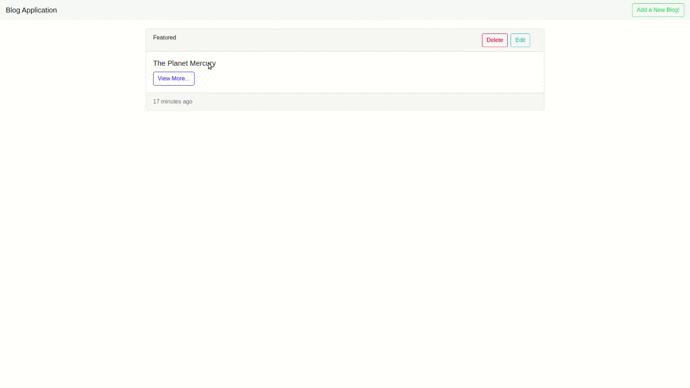 Blog Application
Add a New Blog!
Featured
Delete
Edit
The Planet Mercury
View More...
17 minutes ago